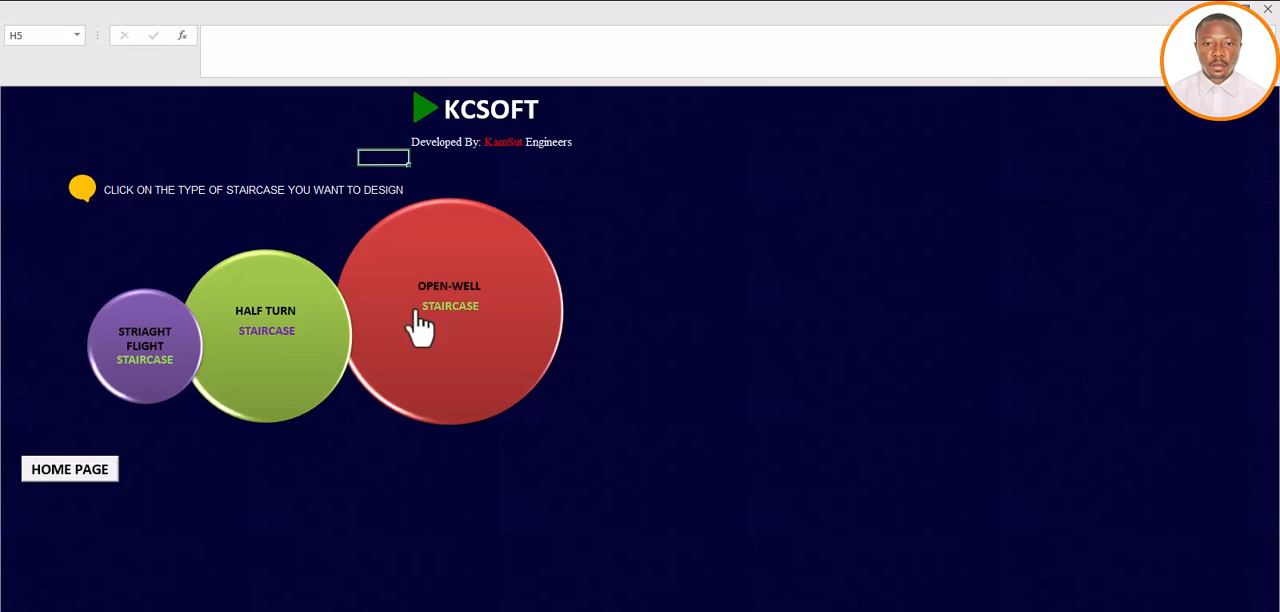 H5
fx
KCSOFT
Developed By: KamSut Engineers
CLICK ON THE TYPE OF STAIRCASE YOU WANT TO DESIGN
OPEN-WELL
STAIRCASE
HALF TURN
STAIRCASE
STRIAGHT
FLIGHT
STAIRCASE
HOME PAGE